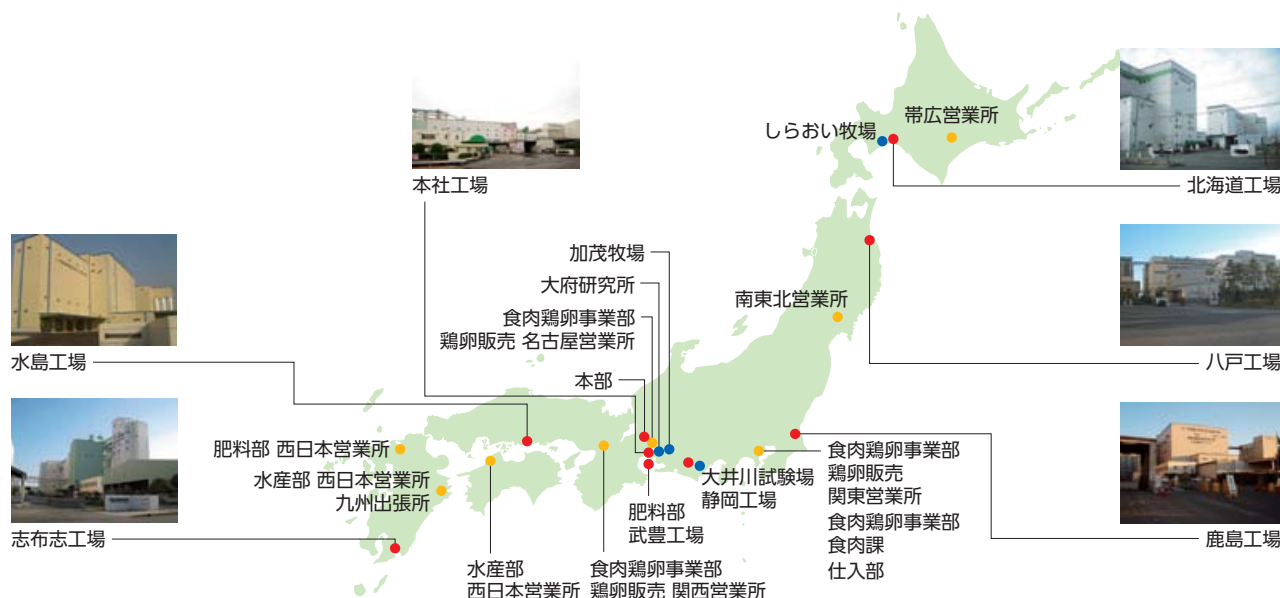 しらおい牧場
帯広営業所
北海道工場
本社工場
八戸工場
水島工場
加茂牧場
大府研究所
食肉鶏卵事業部
鶏卵販売 名古屋営業所
本部
南東北営業所
志布志工場
肥料部 西日本営業所
水産部 西日本営業所
九州出張所
水産部
西日本営業所
食肉鶏卵事業部
鶏卵販売 関西営業所
肥料部
武豊工場
大井川試験場
静岡工場
食肉鶏卵事業部
鶏卵販売
関東営業所
食肉鶏卵事業部
食肉課
仕入部
鹿島工場